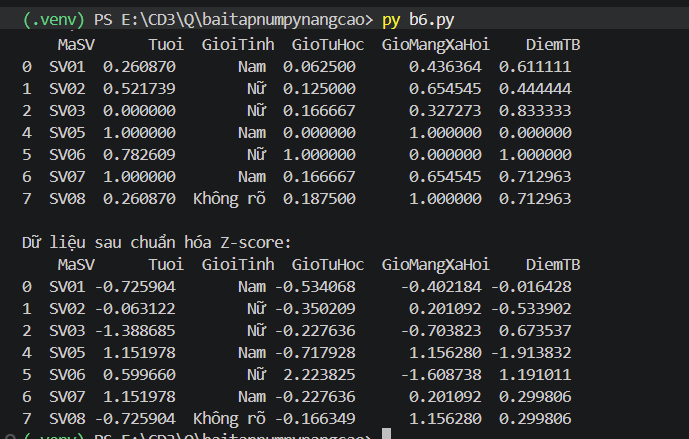 (.venv) PS E:\CD3\Q\baitapnumpynangcao> py b6.py
MaSV Tuoi GioiTinh GioTuHoc GioMangXaHoi DiemTB
0 SV01 0.260870 Nam 0.062500 0.436364 0.611111
1 SV02 0.521739 Nữ 0.125000 0.654545 0.444444
2 SV03 0.000000 Nữ 0.166667 0.327273 0.833333
4 SV05 1.000000 Nam 0.000000 1.000000 0.000000
5 SV06 0.782609 Nữ 1.000000 0.000000 1.000000
6 SV07 1.000000 Nam 0.166667 0.654545 0.712963
7 SV08 0.260870 Không rõ 0.187500 1.000000 0.712963
Dữ liệu sau chuẩn hóa Z-score:
MaSV Tuoi GioiTinh GioTuHoc GioMangXaHoi DiemTB
0 SV01 -0.725904 Nam -0.534068 -0.402184 -0.016428
1 SV02 -0.063122 Nữ -0.350209 0.201092 -0.533902
2 SV03 -1.388685 Nữ -0.227636 -0.703823 0.673537
4 SV05 1.151978 Nam -0.717928 1.156280 -1.913832
5 SV06 0.599660 Nữ 2.223825 -1.608738 1.191011
6 SV07 1.151978 Nam -0.227636 0.201092 0.299806
7 SV08 -0.725904 Không rõ -0.166349 1.156280 0.299806
(.venv) PS E:\CD3\Q\baitapnumpynangcao>